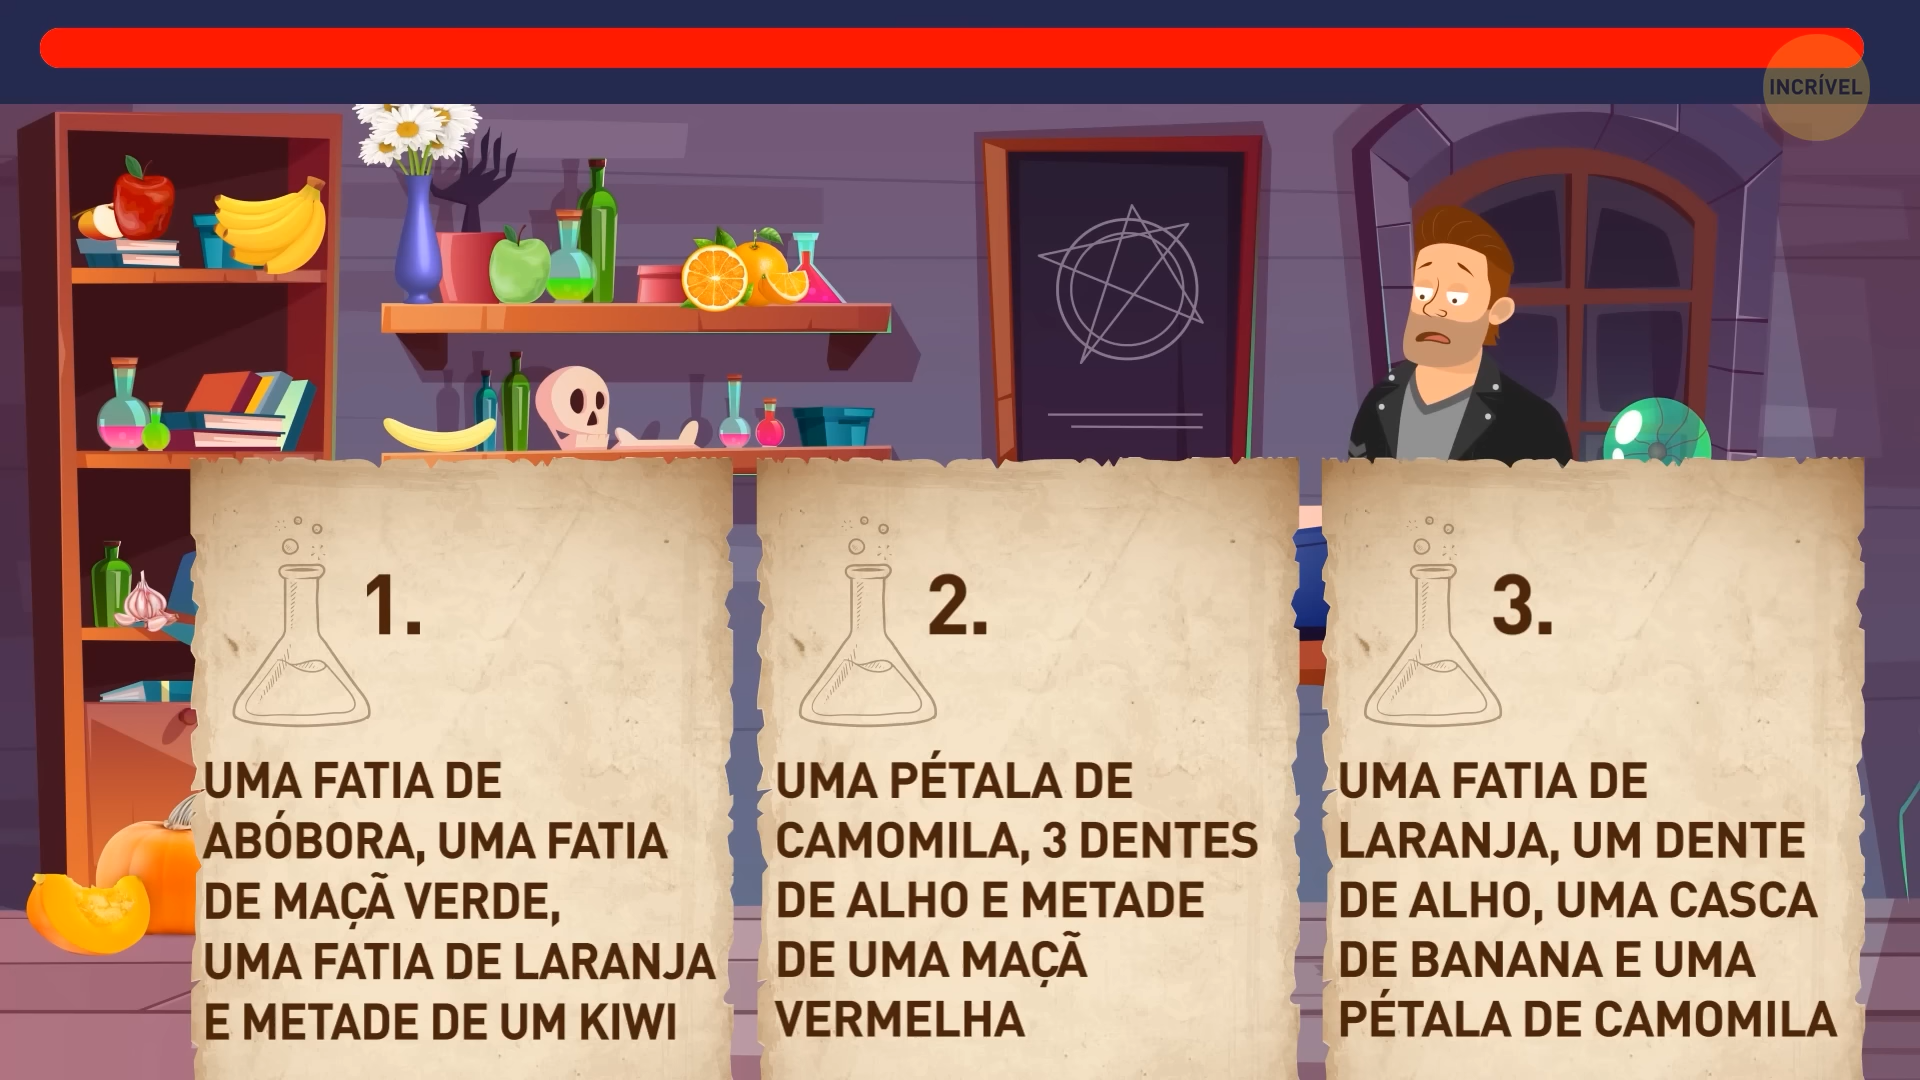 INCRÍVEL
1.
UMA FATIA DE
ABÓBORA, UMA FATIA
DE MAÇÃ VERDE,
UMA FATIA DE LARANJA
E METADE DE UM KIWI
2.
UMA PÉTALA DE
CAMOMILA, 3 DENTES
DE ALHO E METADE
DE UMA MAÇÃ
VERMELHA
3.
UMA FATIA DE
LARANJA, UM DENTE
DE ALHO, UMA CASCA
DE BANANA E UMA
PÉTALA DE CAMOMILA